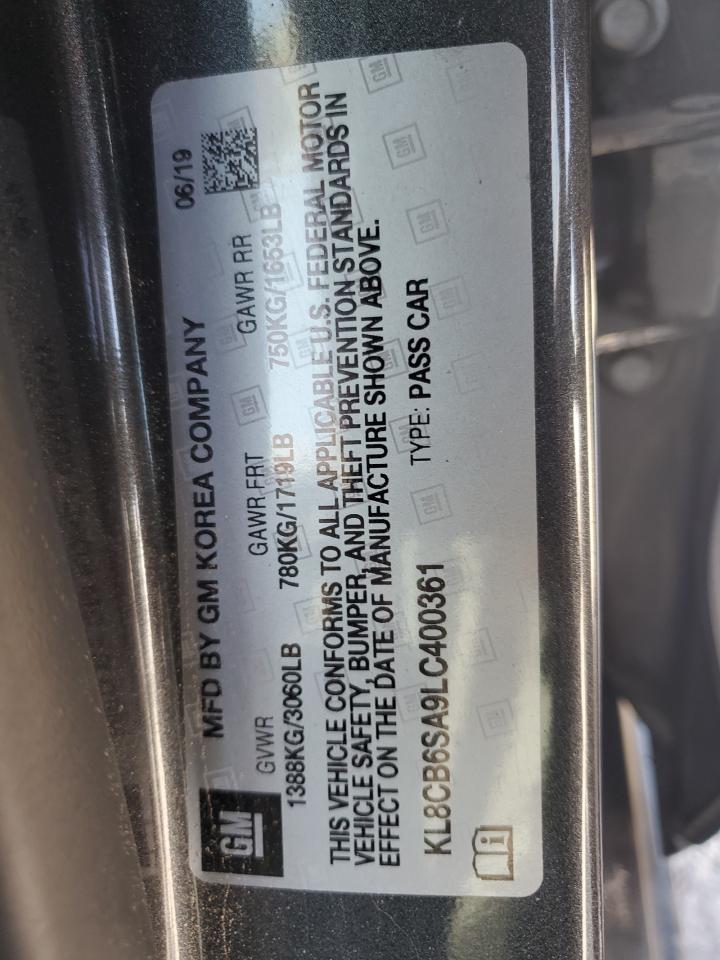 GM
MFD BY GM KOREA COMPANY 06/19
GVWR GAWR FRT GAWR RR
1388KG/3060LB 780KG/1719LB 750KG/1653LB
THIS VEHICLE CONFORMS TO ALL APPLICABLE U.S. FEDERAL MOTOR
VEHICLE SAFETY, BUMPER, AND THEFT PREVENTION STANDARDS IN
EFFECT ON THE DATE OF MANUFACTURE SHOWN ABOVE.
KL8CB6SA9LC400361 TYPE: PASS CAR